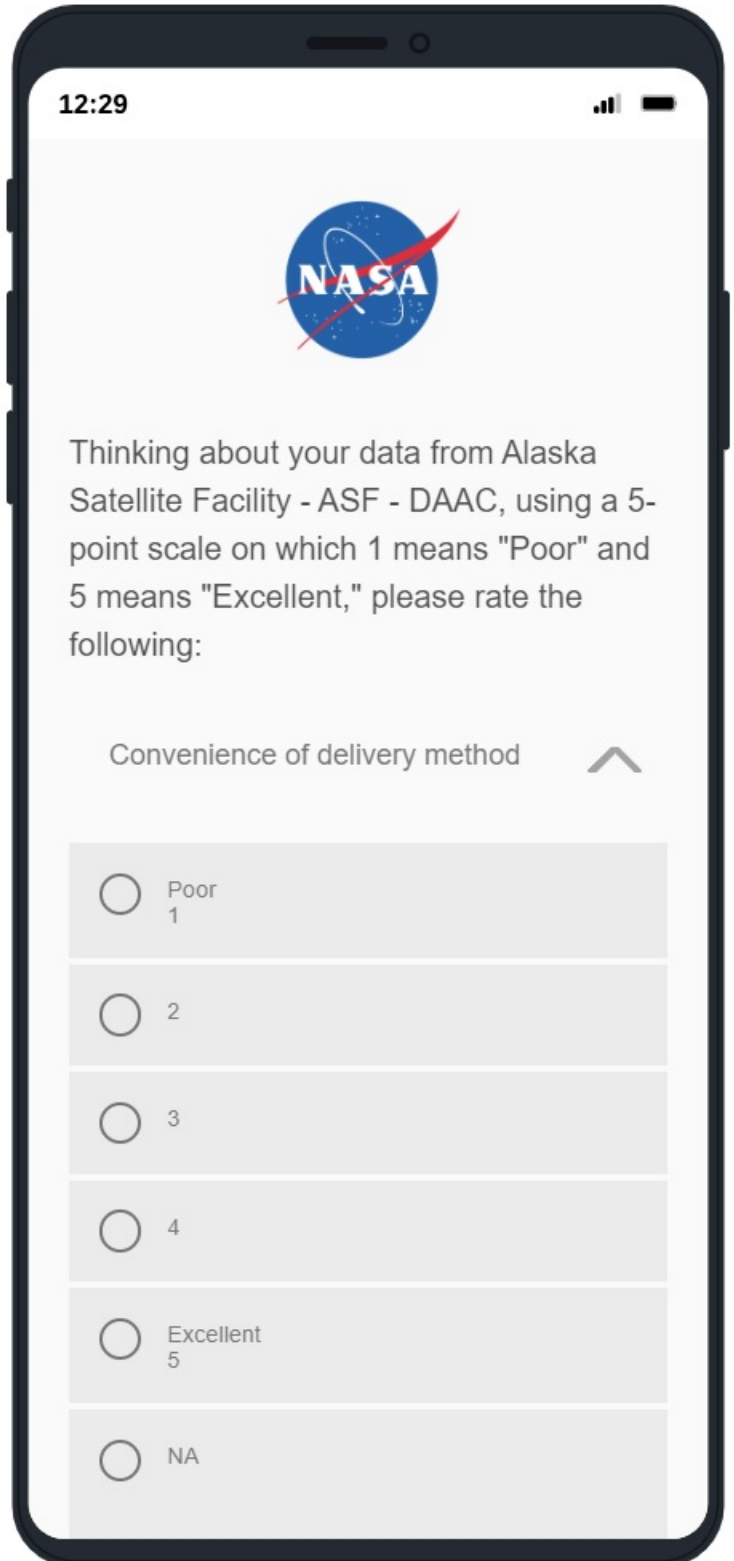 12:29
NASA
Thinking about your data from Alaska
Satellite Facility - ASF - DAAC, using a 5-
point scale on which 1 means "Poor" and
5 means "Excellent," please rate the
following:
Convenience of delivery method
Poor
1
2
3
4
Excellent
5
NA